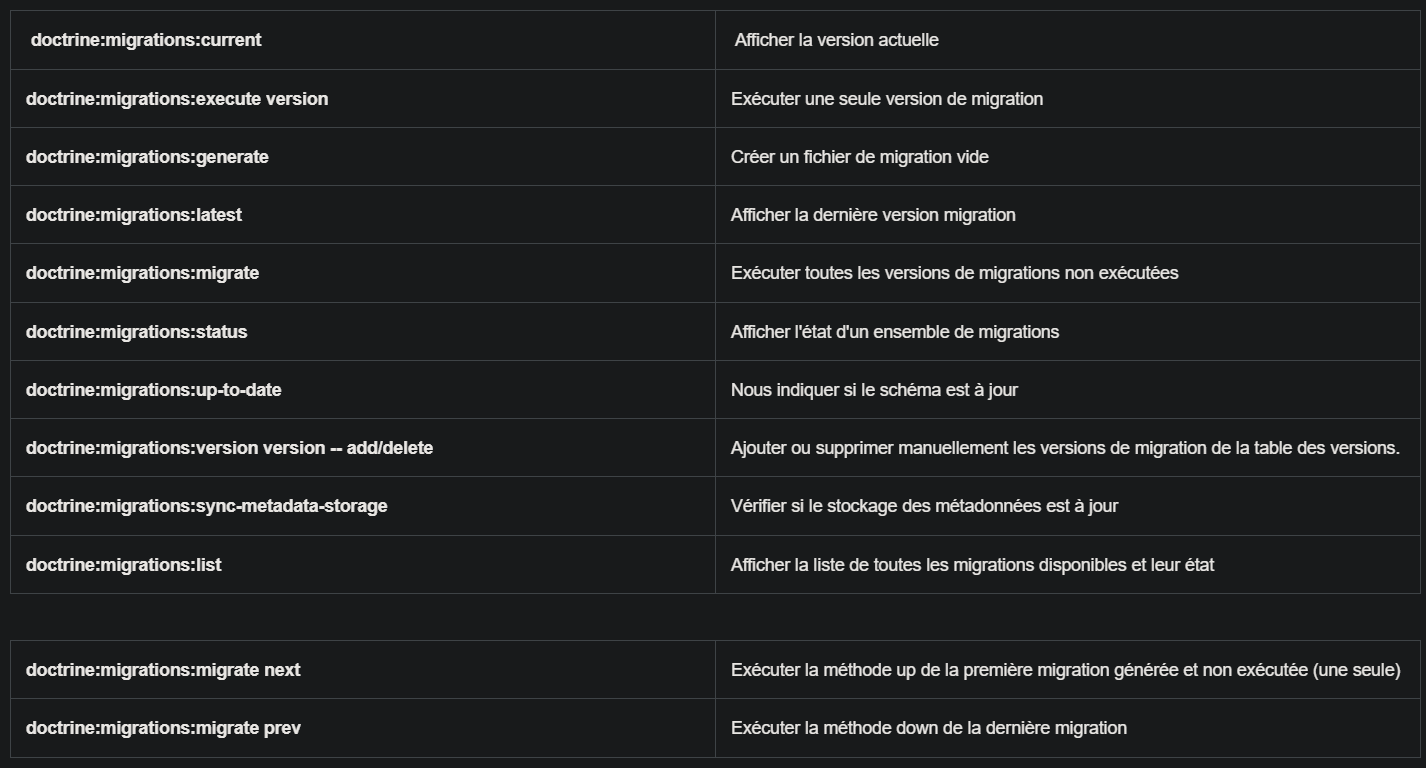 doctrine:migrations:current Afficher la version actuelle
doctrine:migrations:execute version Exécuter une seule version de migration
doctrine:migrations:generate Créer un fichier de migration vide
doctrine:migrations:latest Afficher la dernière version migration
doctrine:migrations:migrate Exécuter toutes les versions de migrations non exécutées
doctrine:migrations:status Afficher l'état d'un ensemble de migrations
doctrine:migrations:up-to-date Nous indiquer si le schéma est à jour
doctrine:migrations:version version -- add/delete Ajouter ou supprimer manuellement les versions de migration de la table des versions.
doctrine:migrations:sync-metadata-storage Vérifier si le stockage des métadonnées est à jour
doctrine:migrations:list Afficher la liste de toutes les migrations disponibles et leur état
doctrine:migrations:migrate next Exécuter la méthode up de la première migration générée et non exécutée (une seule)
doctrine:migrations:migrate prev Exécuter la méthode down de la dernière migration